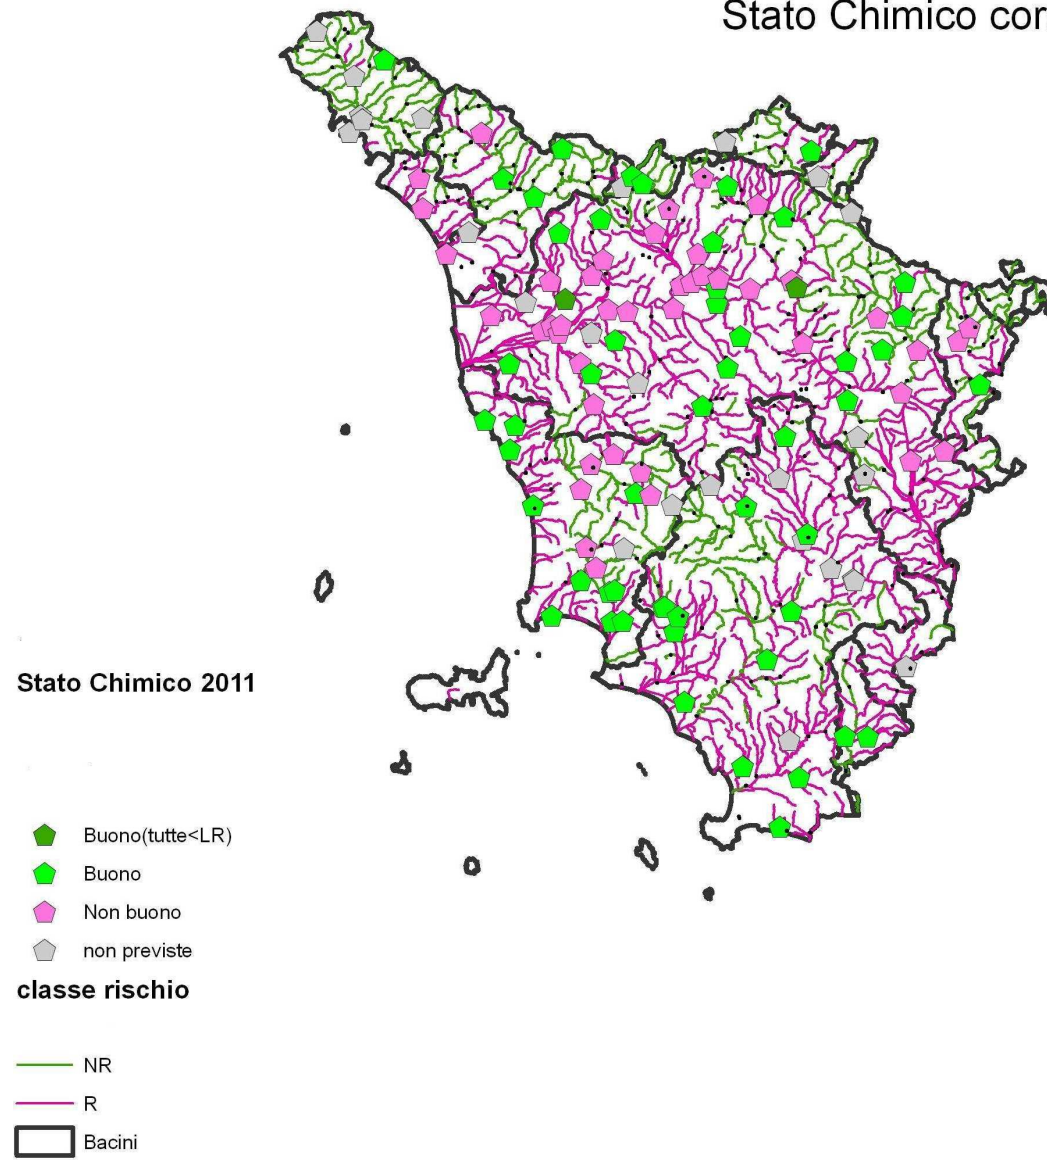 Stato Chimico cor
Stato Chimico 2011
Buono(tutte<LR)
Buono
Non buono
non previste
classe rischio
NR
R
Bacini